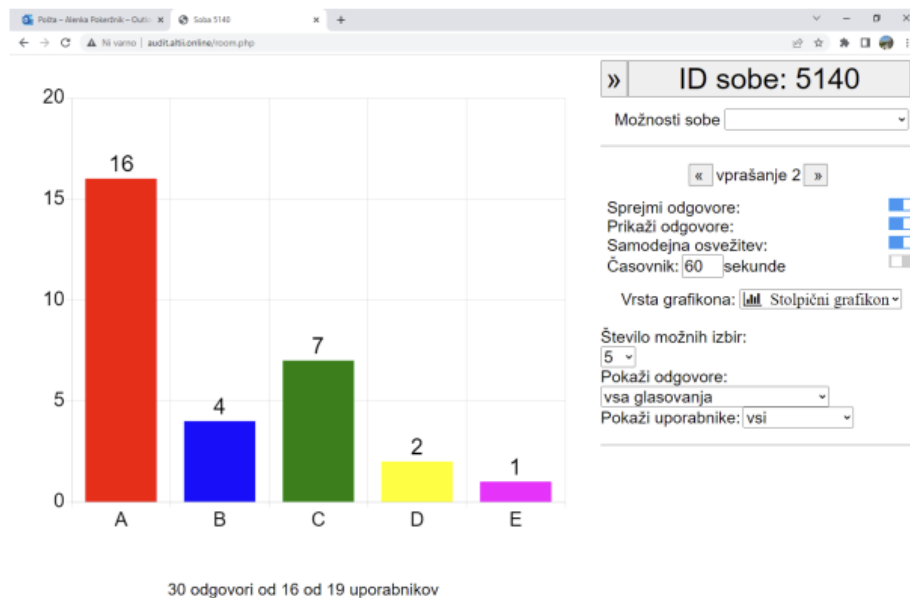 Pošta – Alenka Pokeržnik – Outlo
Soba 5140
Ni varno | audit.altii.online/room.php
» ID sobe: 5140
Možnosti sobe
« vprašanje 2 »
Sprejmi odgovore:
Prikaži odgovore:
Samodejna osvežitev:
Časovnik: 60 sekunde
Vrsta grafikona: Stolpični grafikon
Število možnih izbir:
5
Pokaži odgovore:
vsa glasovanja
Pokaži uporabnike: vsi
20
15
10
5
0
16
4
7
2
1
A B C D E
30 odgovori od 16 od 19 uporabnikov